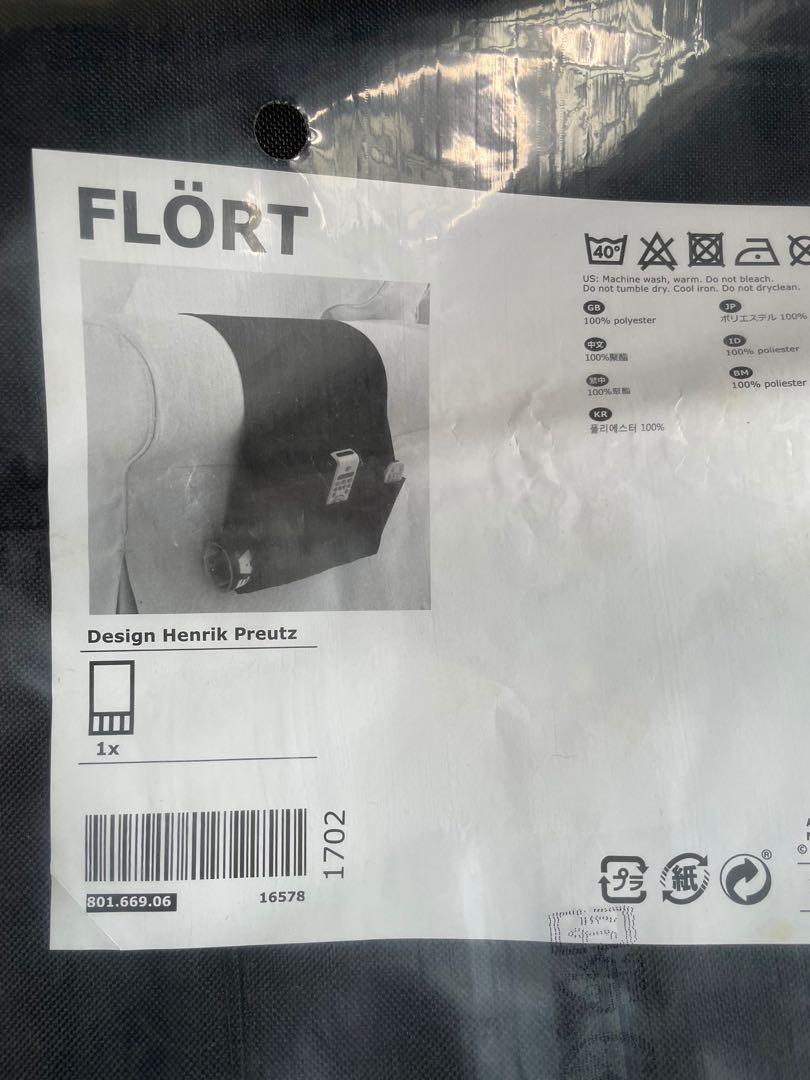 FLÖRT
40°
US: Machine wash, warm. Do not bleach.
Do not tumble dry. Cool iron. Do not dryclean.
GB
100% polyester
JP
ポリエステル 100%
中文
100%聚酯
ID
100% poliester
繁中
100%聚酯
BM
100% poliester
KR
폴리에스터 100%
Design Henrik Preutz
1x
1702
801.669.06
16578
プラ
紙
®
©